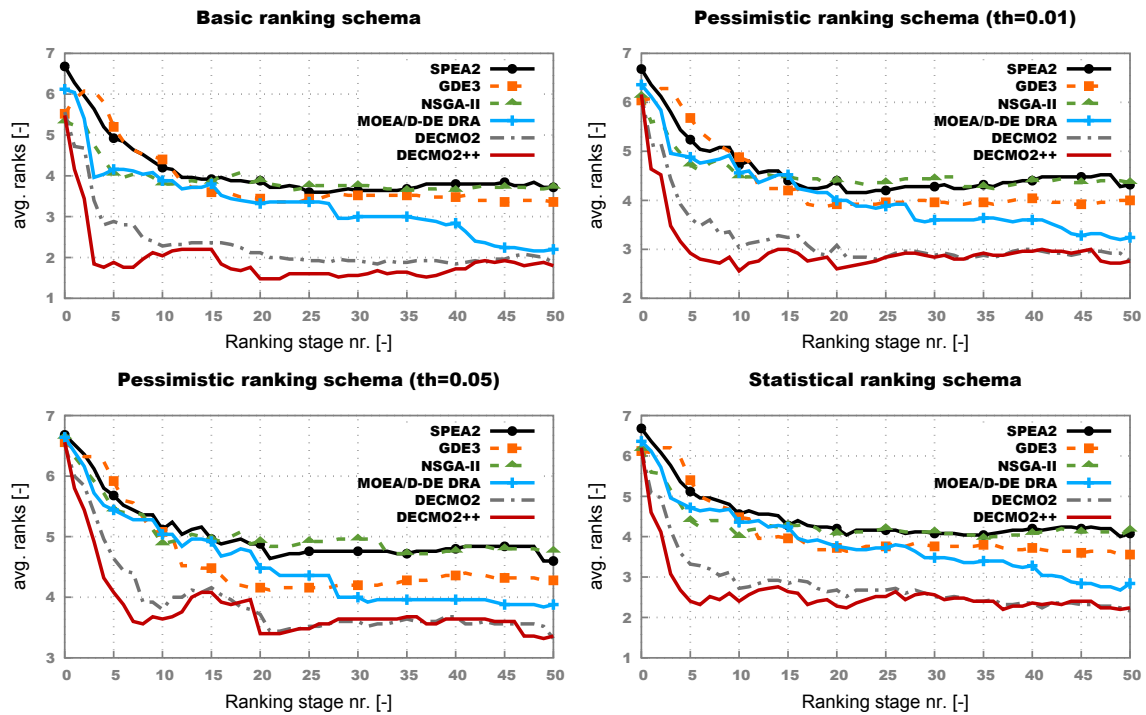 Basic ranking schema
7
6
5
4
3
2
1
avg. ranks [-]
SPEA2
GDE3
NSGA-II
MOEA/D-DE DRA
DECMO2
DECMO2++
0 5 10 15 20 25 30 35 40 45 50
Ranking stage nr. [-]
Pessimistic ranking schema (th=0.01)
7
6
5
4
3
2
avg. ranks [-]
SPEA2
GDE3
NSGA-II
MOEA/D-DE DRA
DECMO2
DECMO2++
0 5 10 15 20 25 30 35 40 45 50
Ranking stage nr. [-]
Pessimistic ranking schema (th=0.05)
7
6
5
4
3
avg. ranks [-]
SPEA2
GDE3
NSGA-II
MOEA/D-DE DRA
DECMO2
DECMO2++
0 5 10 15 20 25 30 35 40 45 50
Ranking stage nr. [-]
Statistical ranking schema
7
6
5
4
3
2
1
avg. ranks [-]
SPEA2
GDE3
NSGA-II
MOEA/D-DE DRA
DECMO2
DECMO2++
0 5 10 15 20 25 30 35 40 45 50
Ranking stage nr. [-]